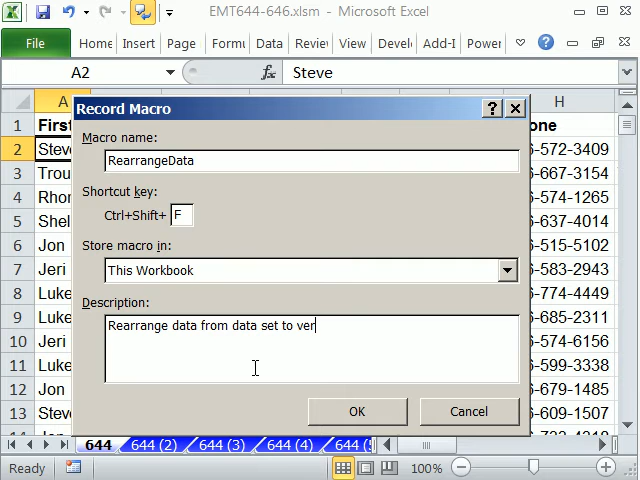 EMT644-646.xlsm - Microsoft Excel
File Home Insert Page Data Revie View Develo Add-I Power
A2 fx Steve
A H
1 First one
2 Steve 6-572-3409
3 Trou 6-667-3154
4 Rhon 6-574-1265
5 Shel 6-637-4014
6 Jon 6-515-5102
7 Jeri 6-583-2943
8 Luke 6-774-4449
9 Luke 6-685-2311
10 Jeri 6-574-6156
11 Luke 6-599-3338
12 Jon 6-679-1485
13 Steve 6-609-1507
Record Macro
Macro name:
RearrangeData
Shortcut key:
Ctrl+Shift+ F
Store macro in:
This Workbook
Description:
Rearrange data from data set to ver
OK Cancel
644 644 (2) 644 (3) 644 (4) 644 (5
Ready 100%